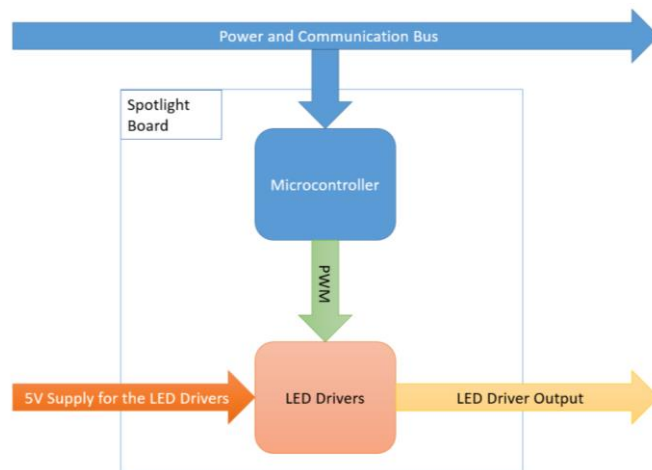 Power and Communication Bus
Spotlight
Board
Microcontroller
PWM
5V Supply for the LED Drivers
LED Drivers
LED Driver Output